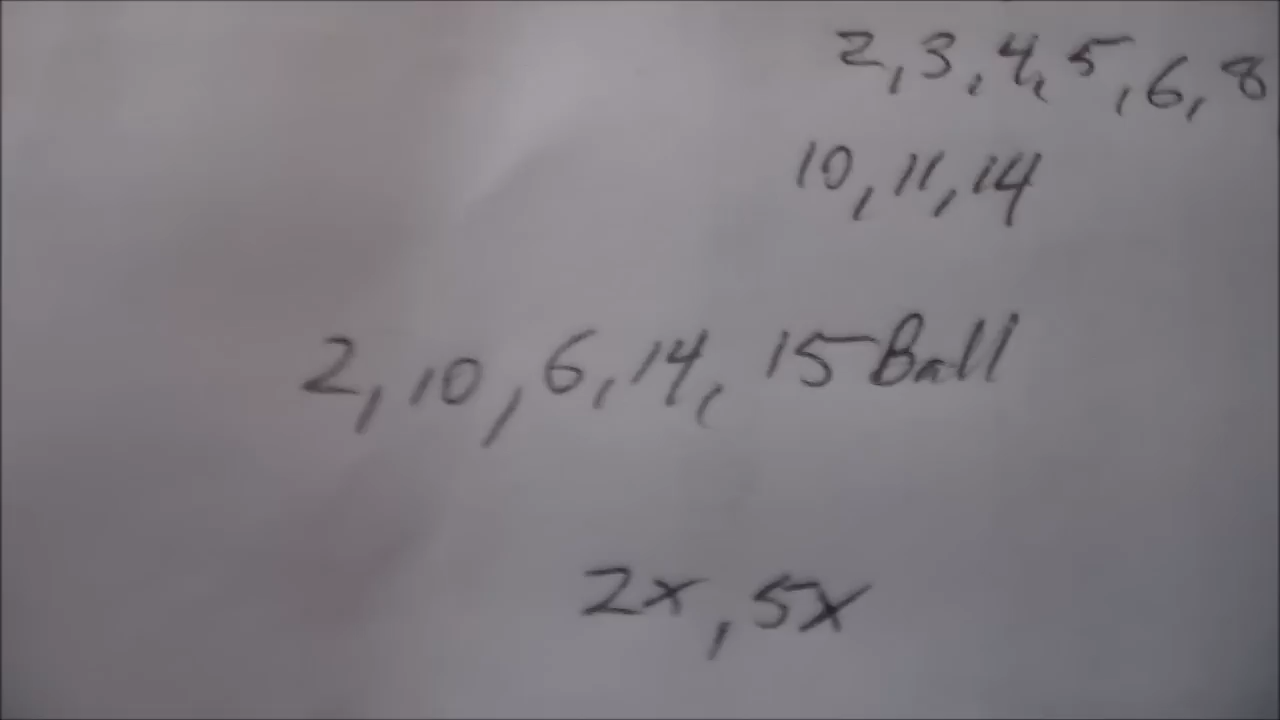 2, 3, 4, 5, 6, 8
10, 11, 14
2, 10, 6, 14, 15 Ball
2x, 5x